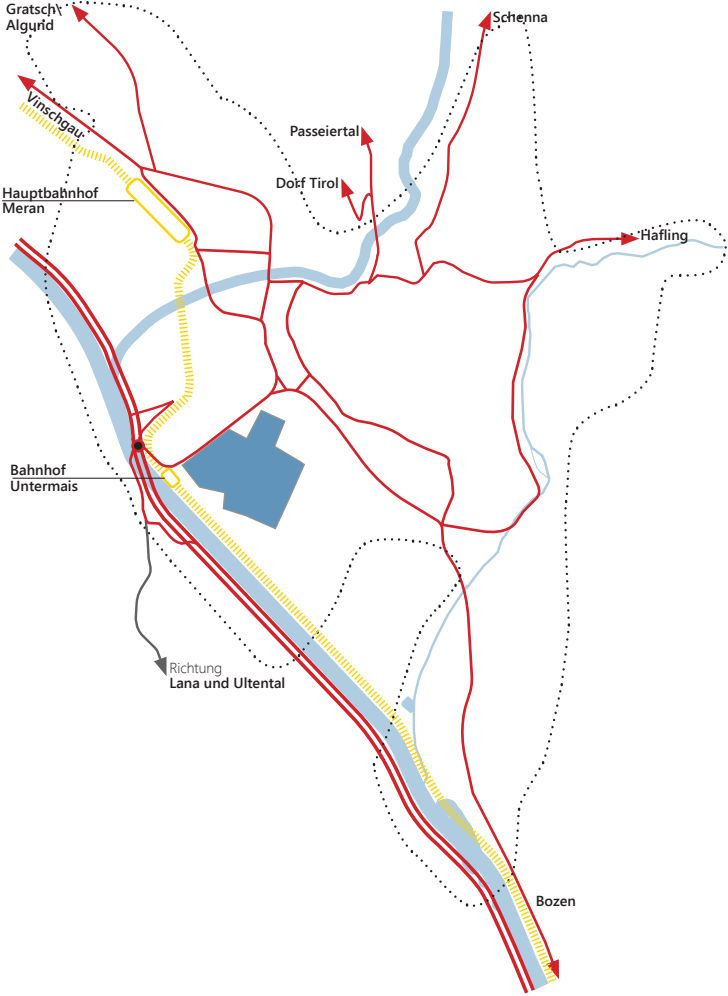 Gratsch\
Algund
Schenna
Vinschgau
Passeiertal
Dorf Tirol
Hauptbahnhof
Meran
Hafling
Bahnhof
Untermais
Richtung
Lana und Ultental
Bozen